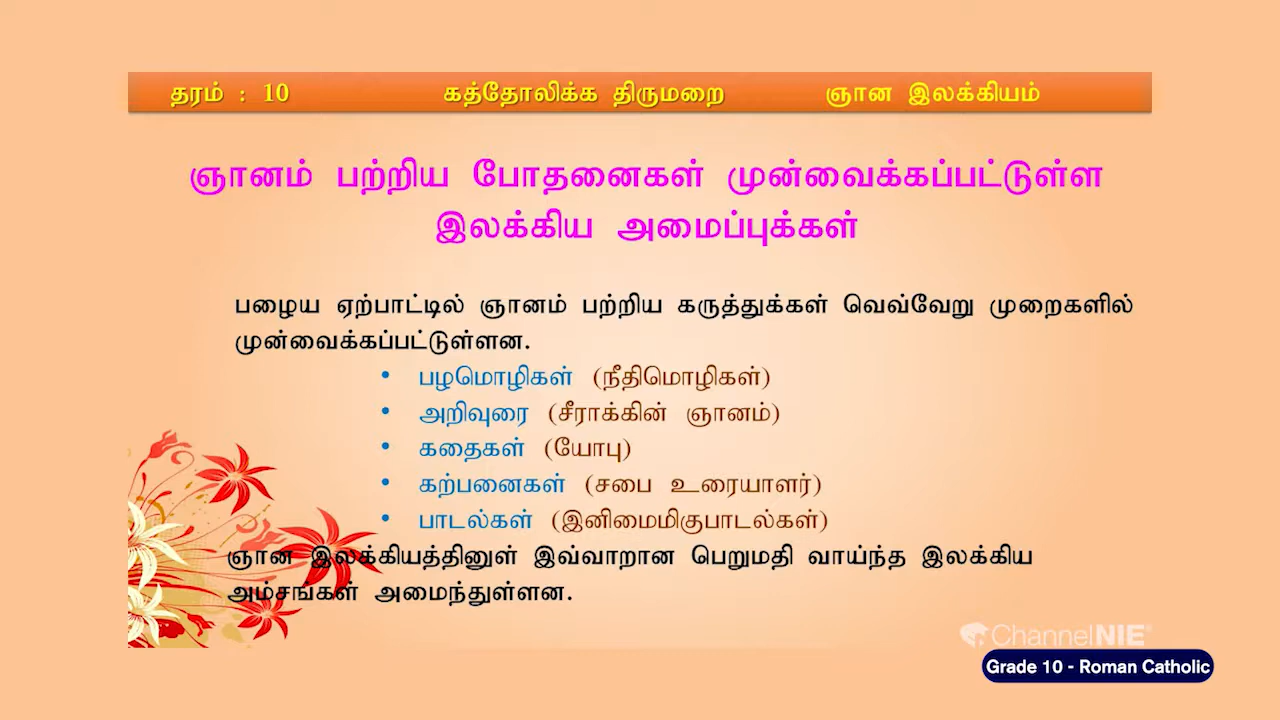 தரம் : 10 கத்தோலிக்க திருமறை ஞான இலக்கியம்
ஞானம் பற்றிய போதனைகள் முன்வைக்கப்பட்டுள்ள
இலக்கிய அமைப்புக்கள்
பழைய ஏற்பாட்டில் ஞானம் பற்றிய கருத்துக்கள் வெவ்வேறு முறைகளில்
முன்வைக்கப்பட்டுள்ளன.
• பழமொழிகள் (நீதிமொழிகள்)
• அறிவுரை (சீராக்கின் ஞானம்)
• கதைகள் (யோபு)
• கற்பனைகள் (சபை உரையாளர்)
• பாடல்கள் (இனிமைமிகுபாடல்கள்)
ஞான இலக்கியத்தினுள் இவ்வாறான பெறுமதி வாய்ந்த இலக்கிய
அம்சங்கள் அமைந்துள்ளன.
ChannelNIE
Grade 10 - Roman Catholic